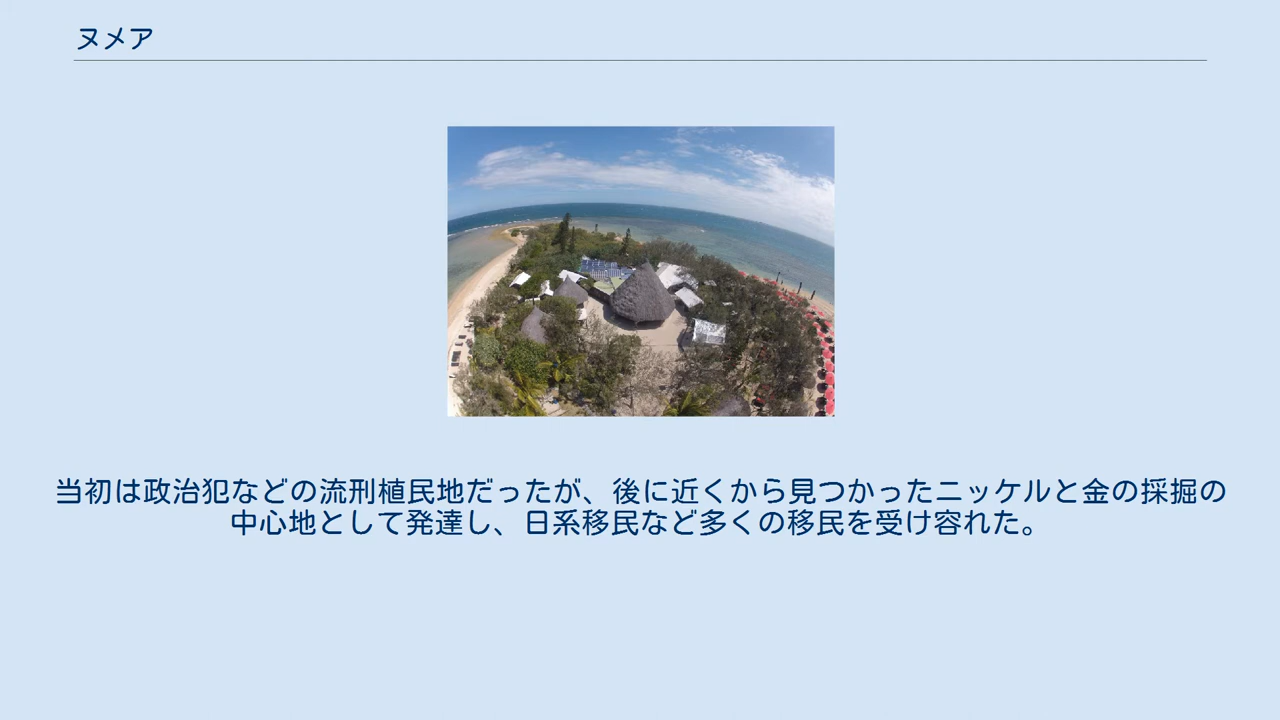 ヌメア
当初は政治犯などの流刑植民地だったが、後に近くから見つかったニッケルと金の採掘の
中心地として発達し、日系移民など多くの移民を受け容れた。